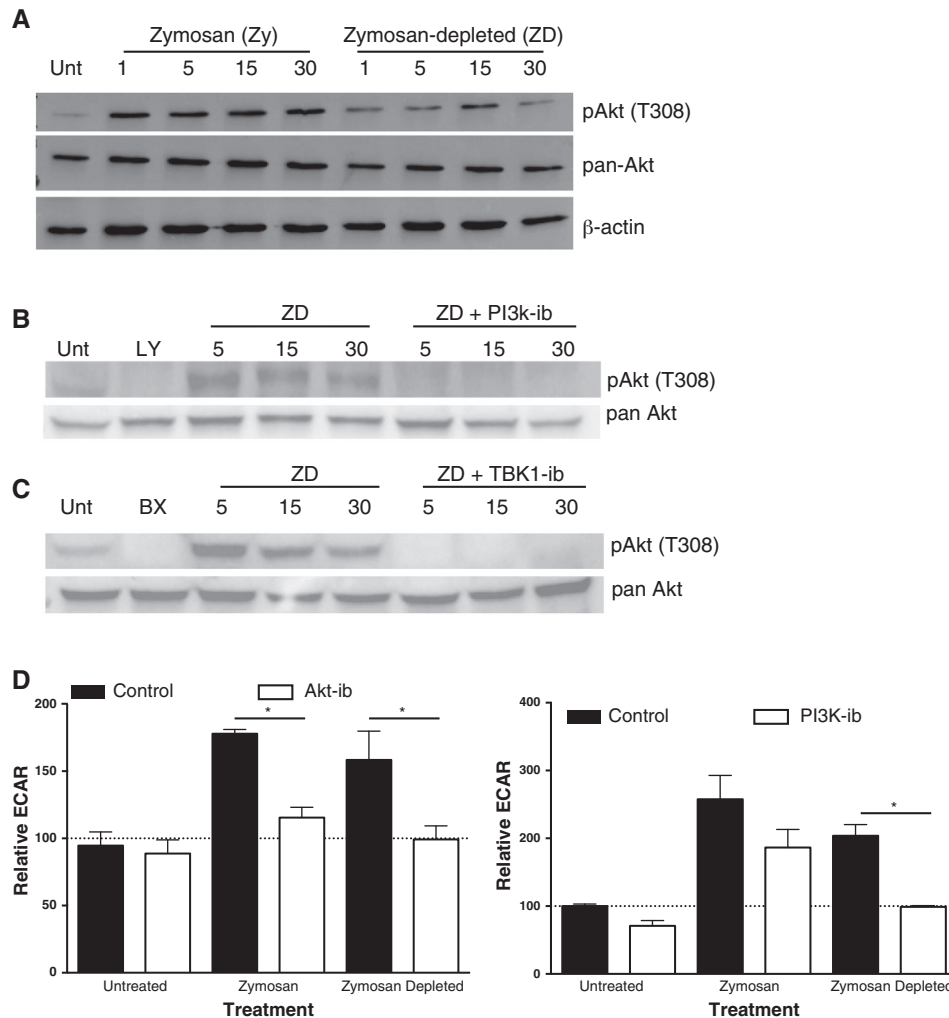 A
Zymosan (Zy) Zymosan-depleted (ZD)
Unt 1 5 15 30 1 5 15 30
pAkt (T308)
pan-Akt
β-actin
B
ZD ZD + PI3k-ib
Unt LY 5 15 30 5 15 30
pAkt (T308)
pan Akt
C
ZD ZD + TBK1-ib
Unt BX 5 15 30 5 15 30
pAkt (T308)
pan Akt
D
Control Akt-ib
200
150
100
50
0
Relative ECAR
* *
Untreated Zymosan Zymosan Depleted
Treatment
Control PI3K-ib
400
300
200
100
0
Relative ECAR
*
Untreated Zymosan Zymosan Depleted
Treatment